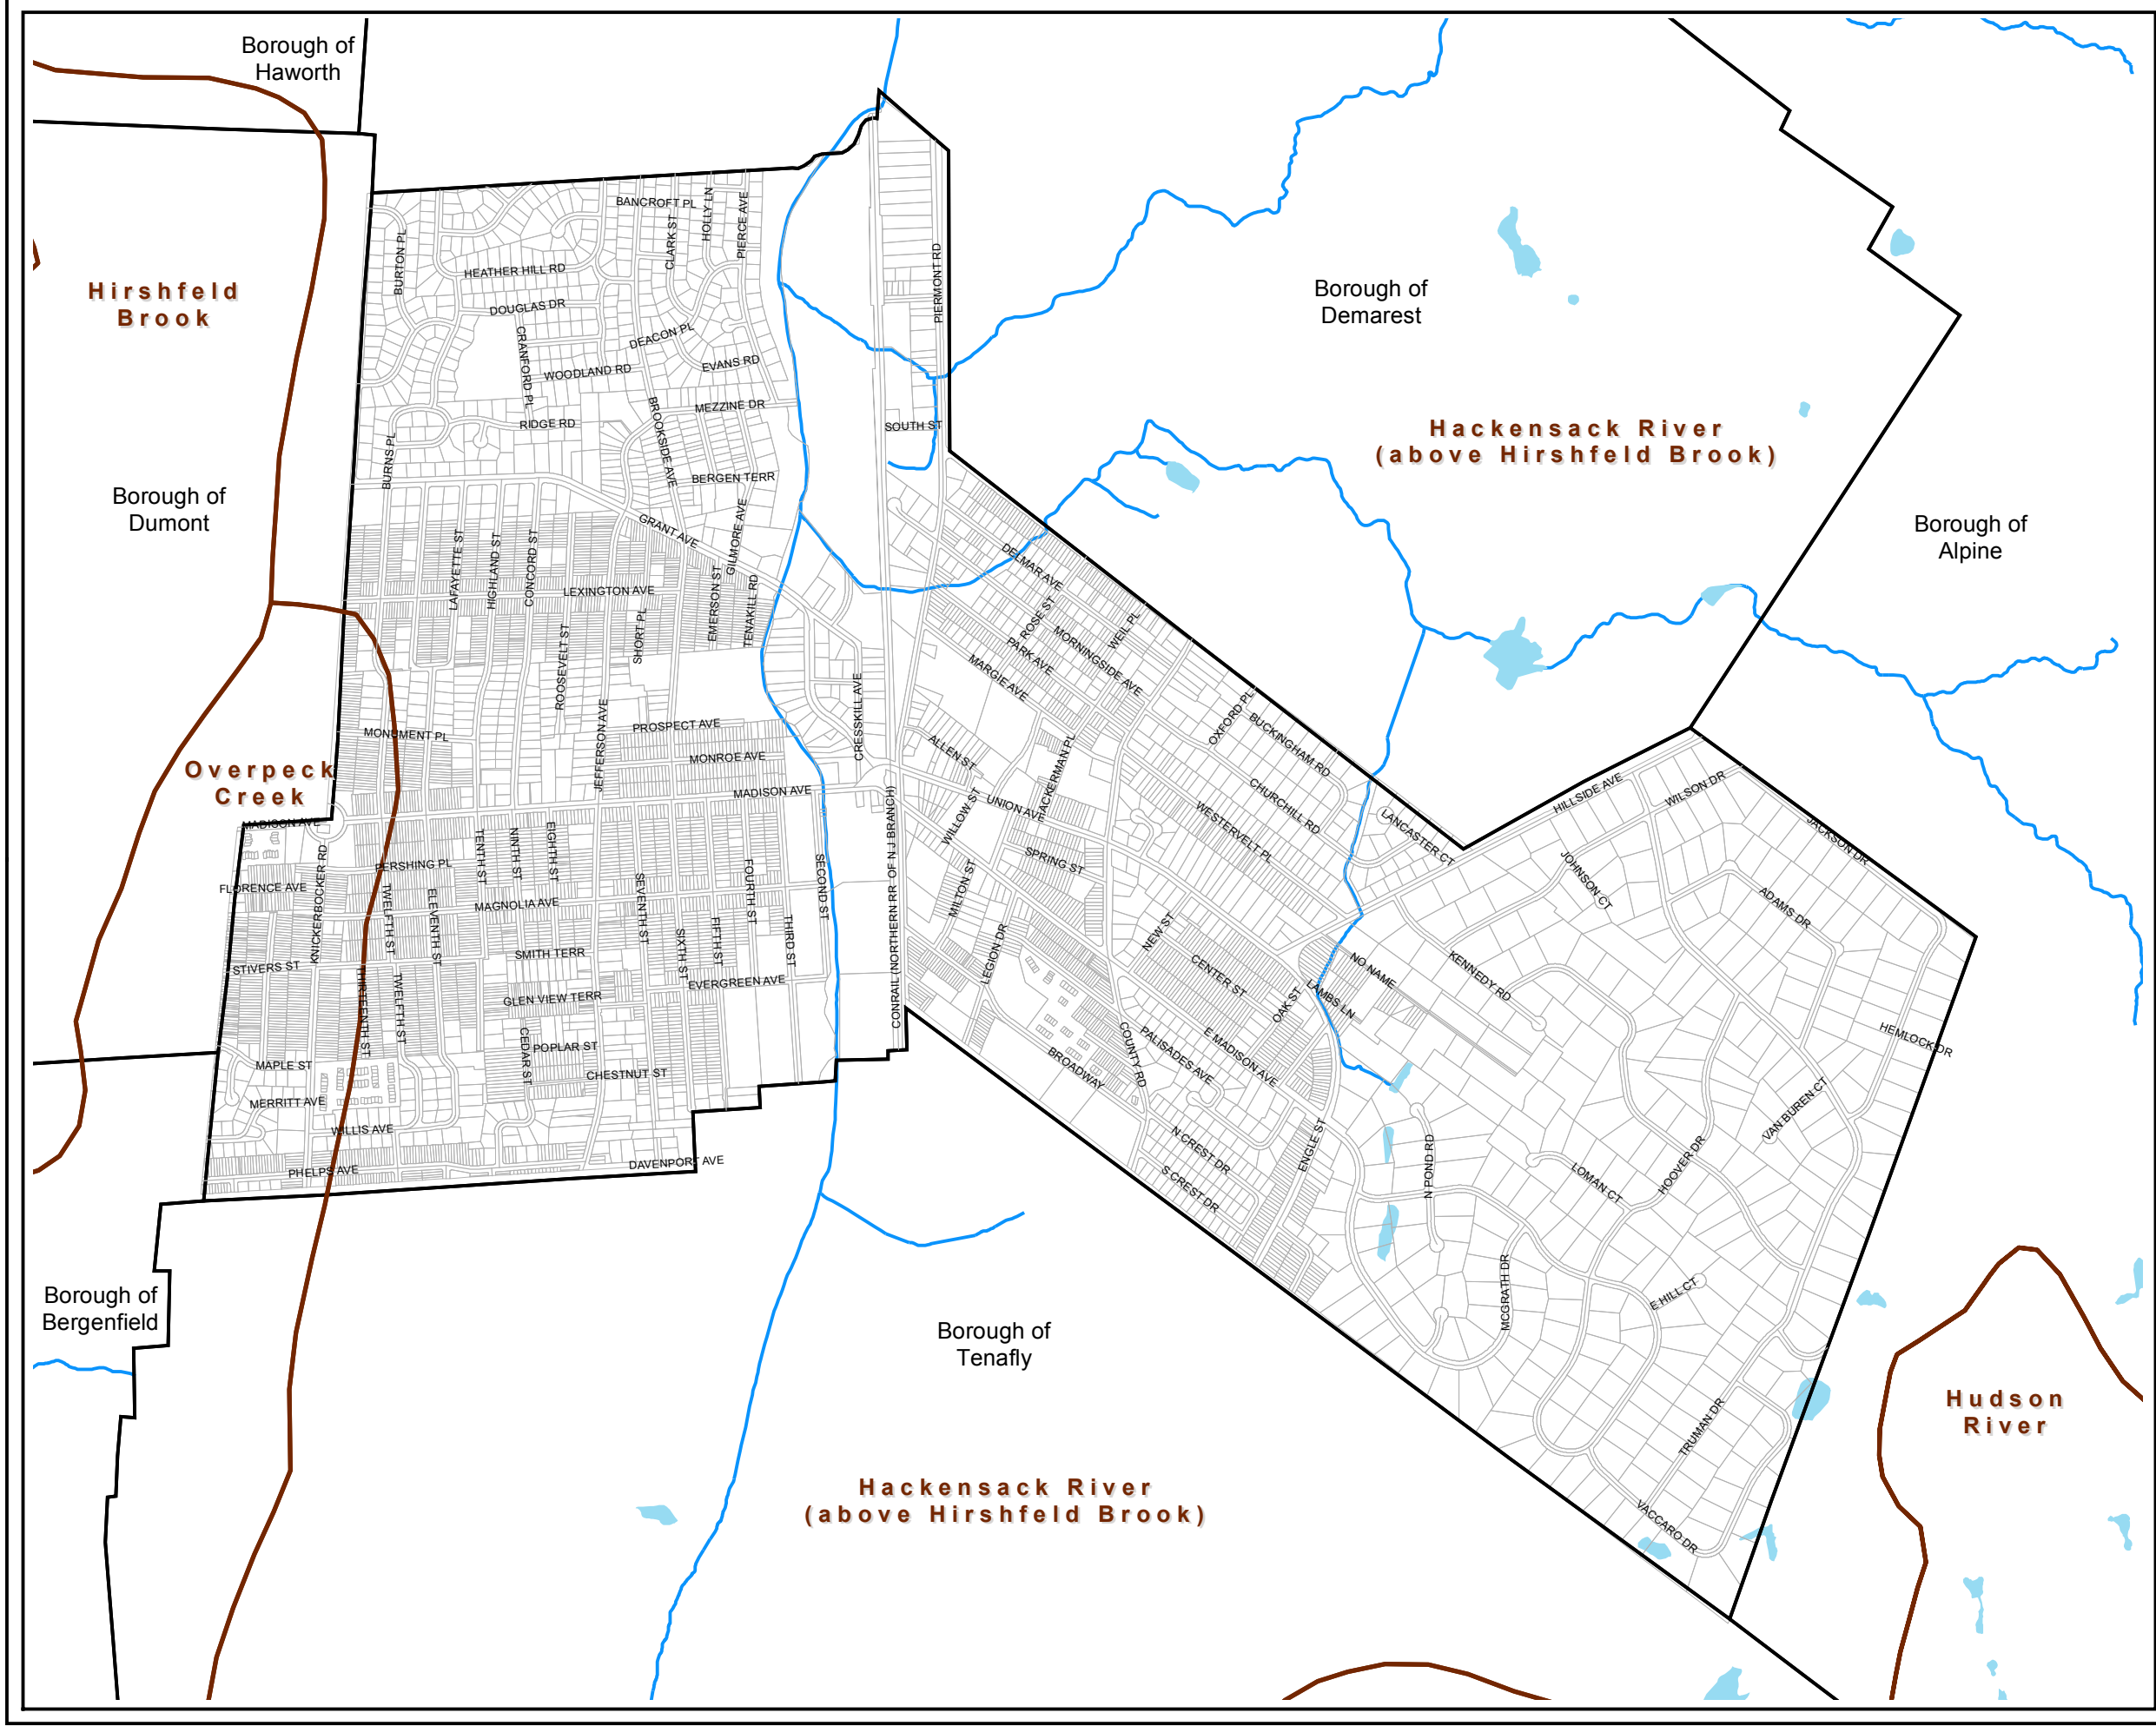 Borough of
Haworth
BANCROFT PL
CLARK ST
HOLLY LN
PIERCE AVE
BURTON PL
HEATHER HILL RD
PIERMONT RD
Hirshfeld
Brook
Borough of
Demarest
DOUGLAS DR
CRANFORD PL
DEACON PL
EVANS RD
WOODLAND RD
BROOKSIDE AVE
MEZZINE DR
RIDGE RD
SOUTH ST
BURNS PL
Hackensack River
(above Hirshfeld Brook)
BERGEN TERR
Borough of
Dumont
GRANT AVE
GILMORE AVE
Borough of
Alpine
LAFAYETTE ST
HIGHLAND ST
CONCORD ST
LEXINGTON AVE
EMERSON ST
TENAKILL RD
SHORT PL
ROOSEVELT ST
DELMAR AVE
ROSE ST
WEIL PL
MORNINGSIDE AVE
PARK AVE
MARGIE AVE
JEFFERSON AVE
PROSPECT AVE
MONUMENT PL
MONROE AVE
CRESSKILL AVE
OXFORD PL
BUCKINGHAM RD
ALLEN ST
HACKERMAN PL
Overpeck
Creek
MADISON AVE
MADISON AVE
CONRAIL (NORTHERN RR OF N J BRANCH)
WILLOW ST
UNION AVE
CHURCHILL RD
WESTERVELT PL
LANCASTER CT
HILLSIDE AVE
WILSON DR
JACKSON DR
JOHNSON CT
ADAMS DR
PERSHING PL
TENTH ST
NINTH ST
EIGHTH ST
KNICKERBOCKER RD
FLORENCE AVE
TWELFTH ST
ELEVENTH ST
MAGNOLIA AVE
SEVENTH ST
FOURTH ST
SECOND ST
SPRING ST
MILTON ST
SIXTH ST
FIFTH ST
THIRD ST
SMITH TERR
STIVERS ST
EVERGREEN AVE
GLEN VIEW TERR
LEGION DR
NEW ST
CENTER ST
OAK ST
LAMBS LN
NO NAME
KENNEDY RD
HEMLOCK DR
THIRTENTH ST
TWELFTH ST
CEDAR ST
POPLAR ST
CHESTNUT ST
MAPLE ST
MERRITT AVE
WILLIS AVE
PHELPS AVE
DAVENPORT AVE
BROADWAY
COUNTY RD
PALISADES AVE
E MADISON AVE
N CREST DR
S CREST DR
ENGLE ST
N POND RD
LOMAN CT
HOOVER DR
VAN BUREN CT
MCGRATH DR
E HILL CT
Borough of
Bergenfield
Borough of
Tenafly
TRUMAN DR
VACCARO DR
Hudson
River
Hackensack River
(above Hirshfeld Brook)